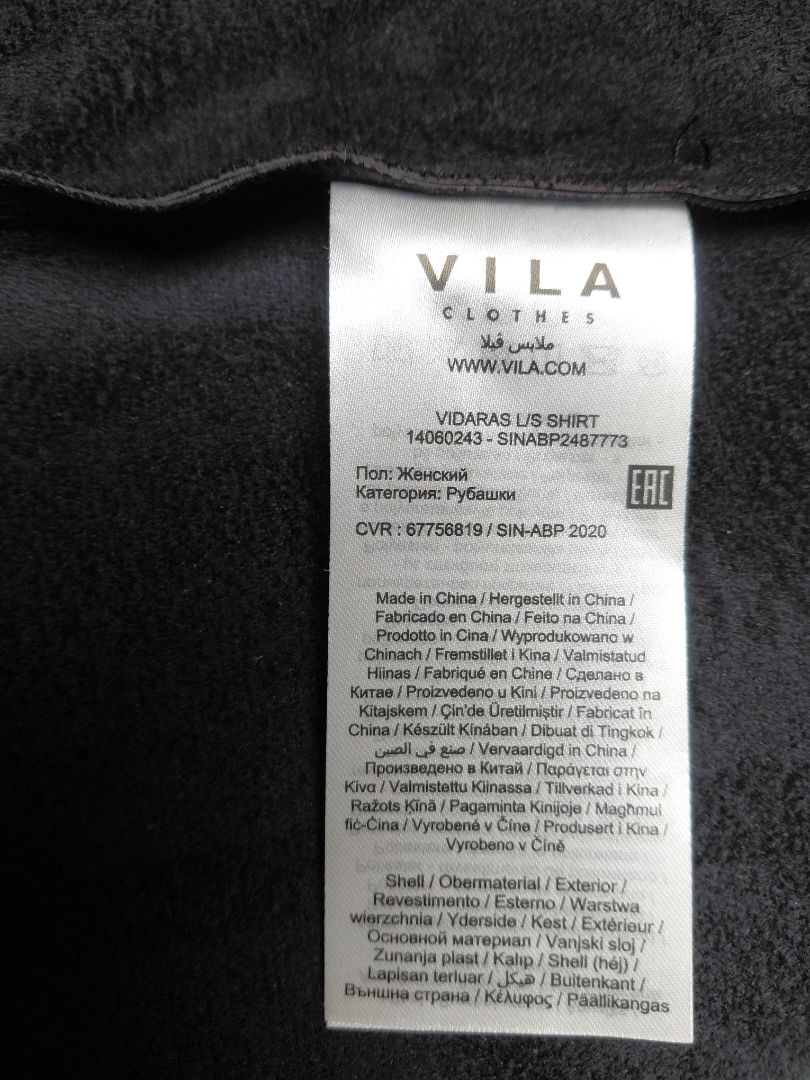 VILA
CLOTHES
ملابس ڤيلا
WWW.VILA.COM
VIDARAS L/S SHIRT
14060243 - SINABP2487773
Пол: Женский
Категория: Рубашки
EAC
CVR : 67756819 / SIN-ABP 2020
Made in China / Hergestellt in China /
Fabricado en China / Feito na China /
Prodotto in Cina / Wyprodukowano w
Chinach / Fremstillet i Kina / Valmistatud
Hiinas / Fabriqué en Chine / Сделано в
Китае / Proizvedeno u Kini / Proizvedeno na
Kitajskem / Çin'de Üretilmiştir / Fabricat în
China / Készült Kínában / Dibuat di Tingkok /
صنع في الصين / Vervaardigd in China /
Произведено в Китай / Παράγεται στην
Κίνα / Valmistettu Kiinassa / Tillverkad i Kina /
Ražots Ķīnā / Pagaminta Kinijoje / Magħmul
fiċ-Ċina / Vyrobené v Číne / Produsert i Kina /
Vyrobeno v Číně
Shell / Obermaterial / Exterior /
Revestimento / Esterno / Warstwa
wierzchnia / Yderside / Kest / Extérieur /
Основной материал / Vanjski sloj /
Zunanja plast / Kalıp / Shell (héj) /
Lapisan terluar / هيكل / Buitenkant /
Външна страна / Κέλυφος / Päällikangas